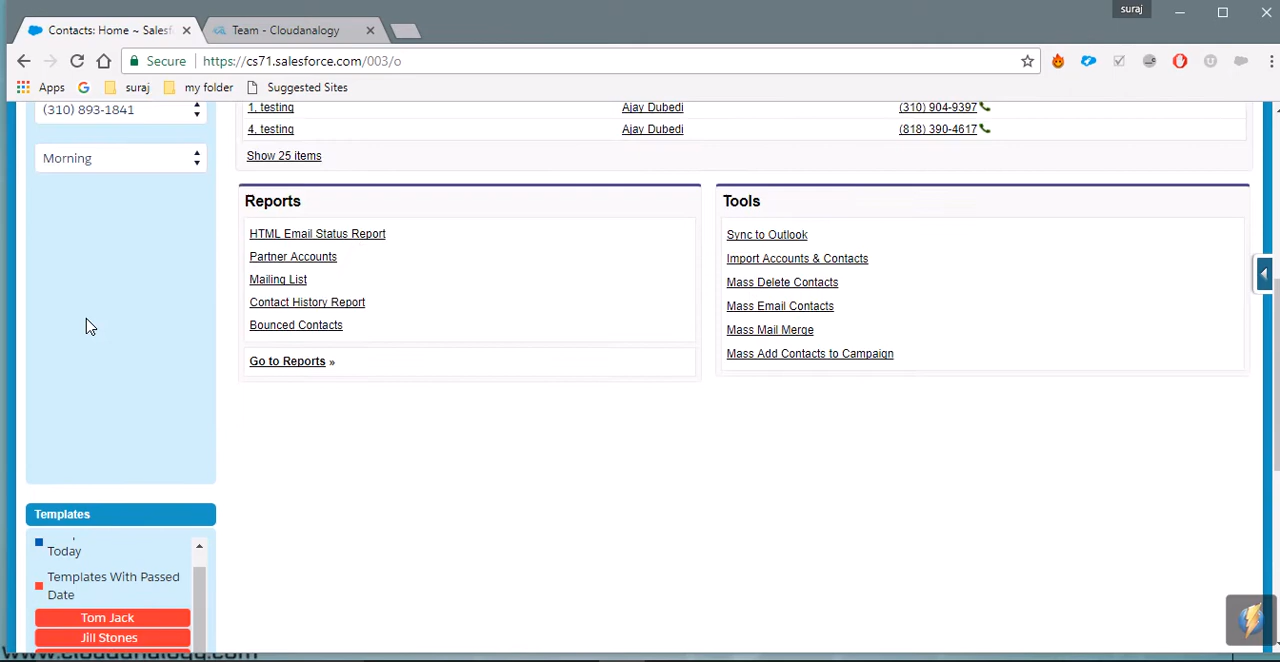 suraj
Contacts: Home ~ Salesf
Team - Cloudanalogy
Secure
https://cs71.salesforce.com/003/o
Apps
suraj
my folder
Suggested Sites
(310) 893-1841
1, testing
Ajay Dubedi
(310) 904-9397
4, testing
Ajay Dubedi
(818) 390-4617
Morning
Show 25 items
Reports
HTML Email Status Report
Partner Accounts
Mailing List
Contact History Report
Bounced Contacts
Go to Reports »
Tools
Sync to Outlook
Import Accounts & Contacts
Mass Delete Contacts
Mass Email Contacts
Mass Mail Merge
Mass Add Contacts to Campaign
Templates
Today
Templates With Passed
Date
Tom Jack
Jill Stones
www.cloudanalogy.com